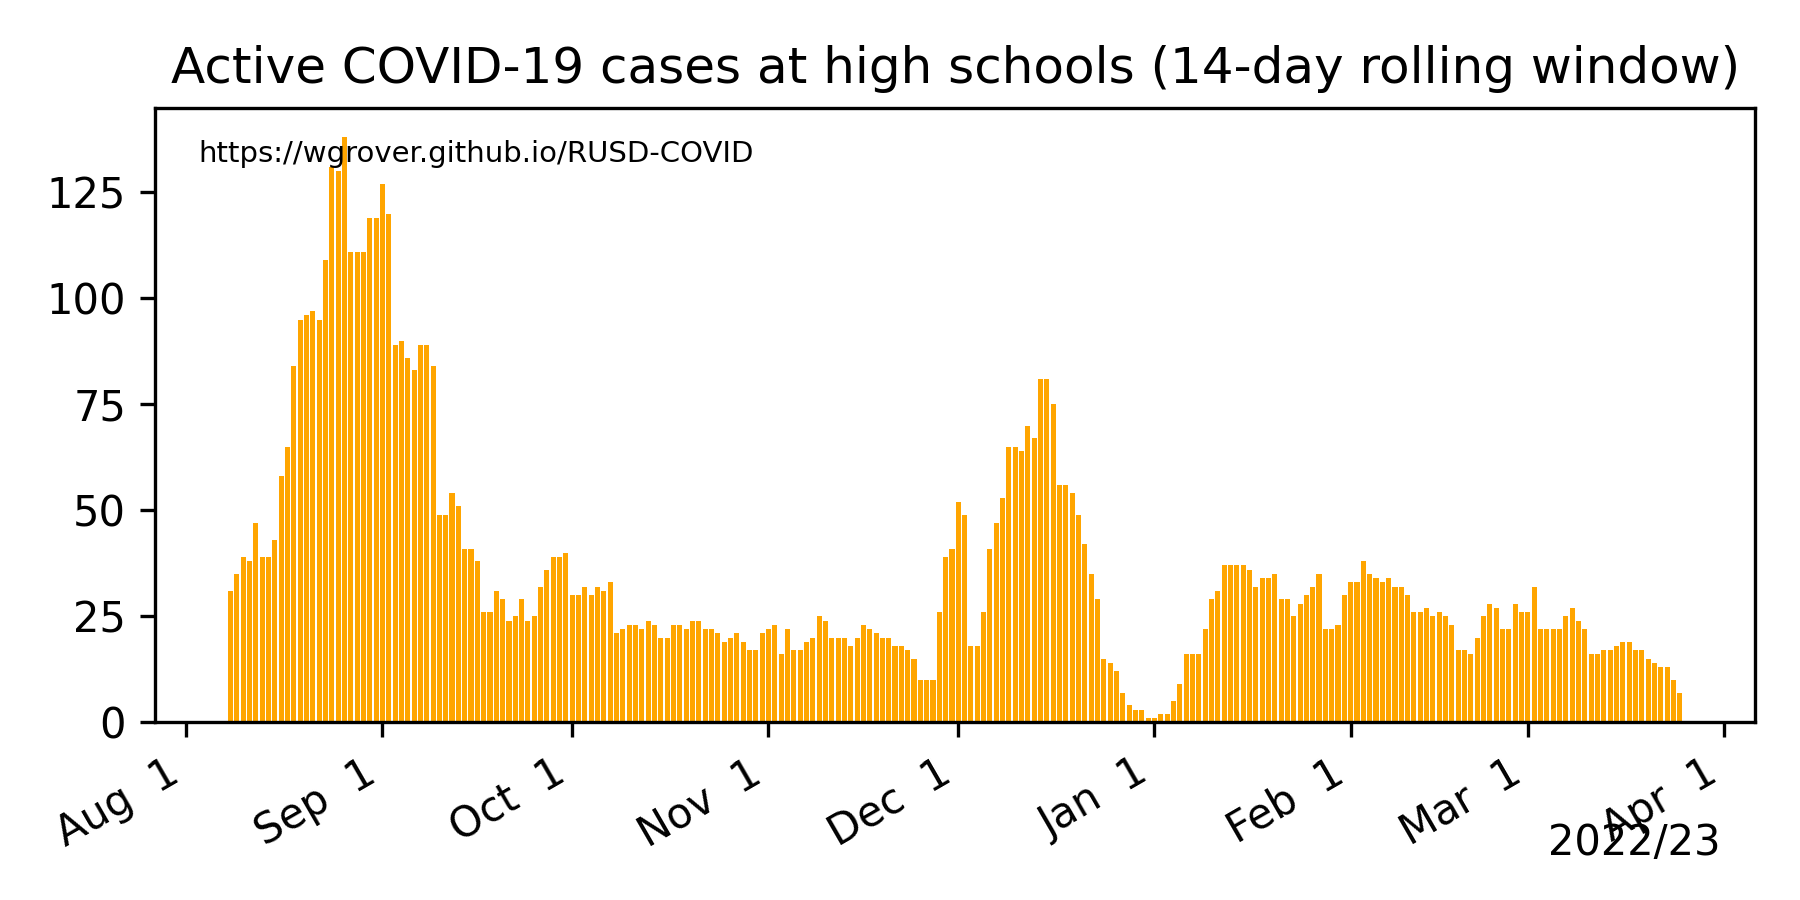 Active COVID-19 cases at high schools (14-day rolling window)
https://wgrover.github.io/RUSD-COVID
125
100
75
50
25
0
Aug 1
Sep 1
Oct 1
Nov 1
Dec 1
Jan 1
Feb 1
Mar 1
Apr 1
2022/23